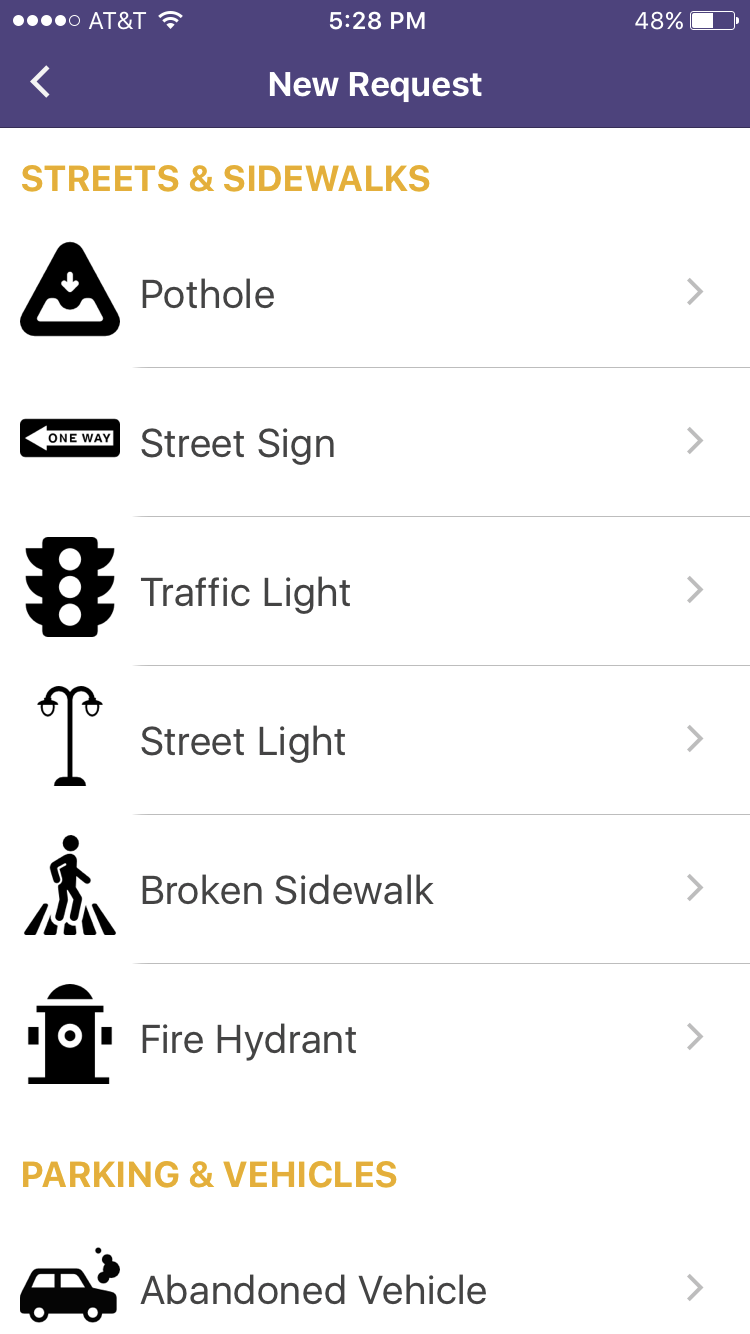 AT&T 5:28 PM 48%
New Request
STREETS & SIDEWALKS
Pothole
ONE WAY Street Sign
Traffic Light
Street Light
Broken Sidewalk
Fire Hydrant
PARKING & VEHICLES
Abandoned Vehicle